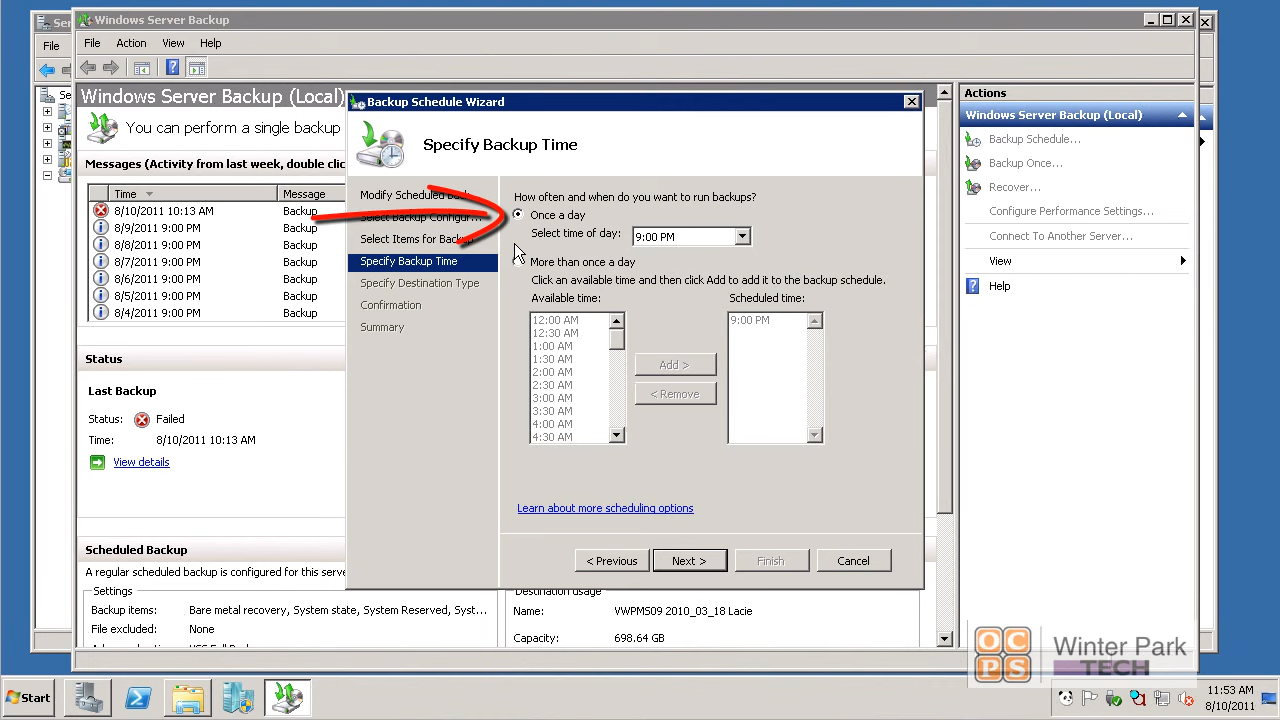 Windows Server Backup
Ser
File Action View Help
File
Windows Server Backup (Local)
You can perform a single backup
Messages (Activity from last week, double clic
Time Message
8/10/2011 10:13 AM Backup
8/9/2011 9:00 PM Backup
8/8/2011 9:00 PM Backup
8/7/2011 9:00 PM Backup
8/6/2011 9:00 PM Backup
8/5/2011 9:00 PM Backup
8/4/2011 9:00 PM Backup
Status
Last Backup
Status: Failed
Time: 8/10/2011 10:13 AM
View details
Scheduled Backup
A regular scheduled backup is configured for this serve
Settings
Backup items: Bare metal recovery, System state, System Reserved, Syst...
File excluded: None
Destination usage
Name: VWPMS09 2010_03_18 Lacie
Capacity: 698.64 GB
Backup Schedule Wizard
Specify Backup Time
Modify Scheduled Back...
Select Backup Configur...
Select Items for Backup
Specify Backup Time
Specify Destination Type
Confirmation
Summary
How often and when do you want to run backups?
Once a day
Select time of day: 9:00 PM
More than once a day
Click an available time and then click Add to add it to the backup schedule.
Available time: Scheduled time:
12:00 AM 9:00 PM
12:30 AM
1:00 AM
1:30 AM
2:00 AM
2:30 AM
3:00 AM
3:30 AM
4:00 AM
4:30 AM
Add >
< Remove
Learn about more scheduling options
< Previous Next > Finish Cancel
Actions
Windows Server Backup (Local)
Backup Schedule...
Backup Once...
Recover...
Configure Performance Settings...
Connect To Another Server...
View
Help
OC
PS
Winter Park
TECH
Start
11:53 AM
8/10/2011